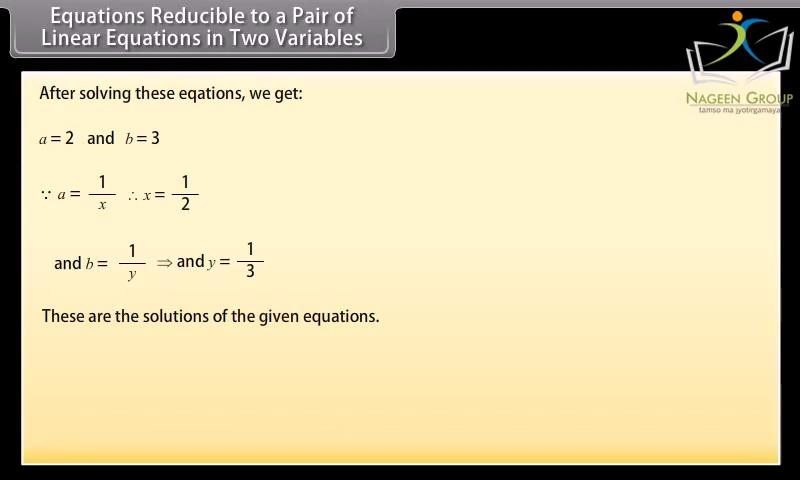 Equations Reducible to a Pair of
Linear Equations in Two Variables
NAGEEN GROUP
tamso ma jyotirgamaya
After solving these eqations, we get:
a = 2 and b = 3
∵ a = 1/x ∴ x = 1/2
and b = 1/y ⇒ and y = 1/3
These are the solutions of the given equations.